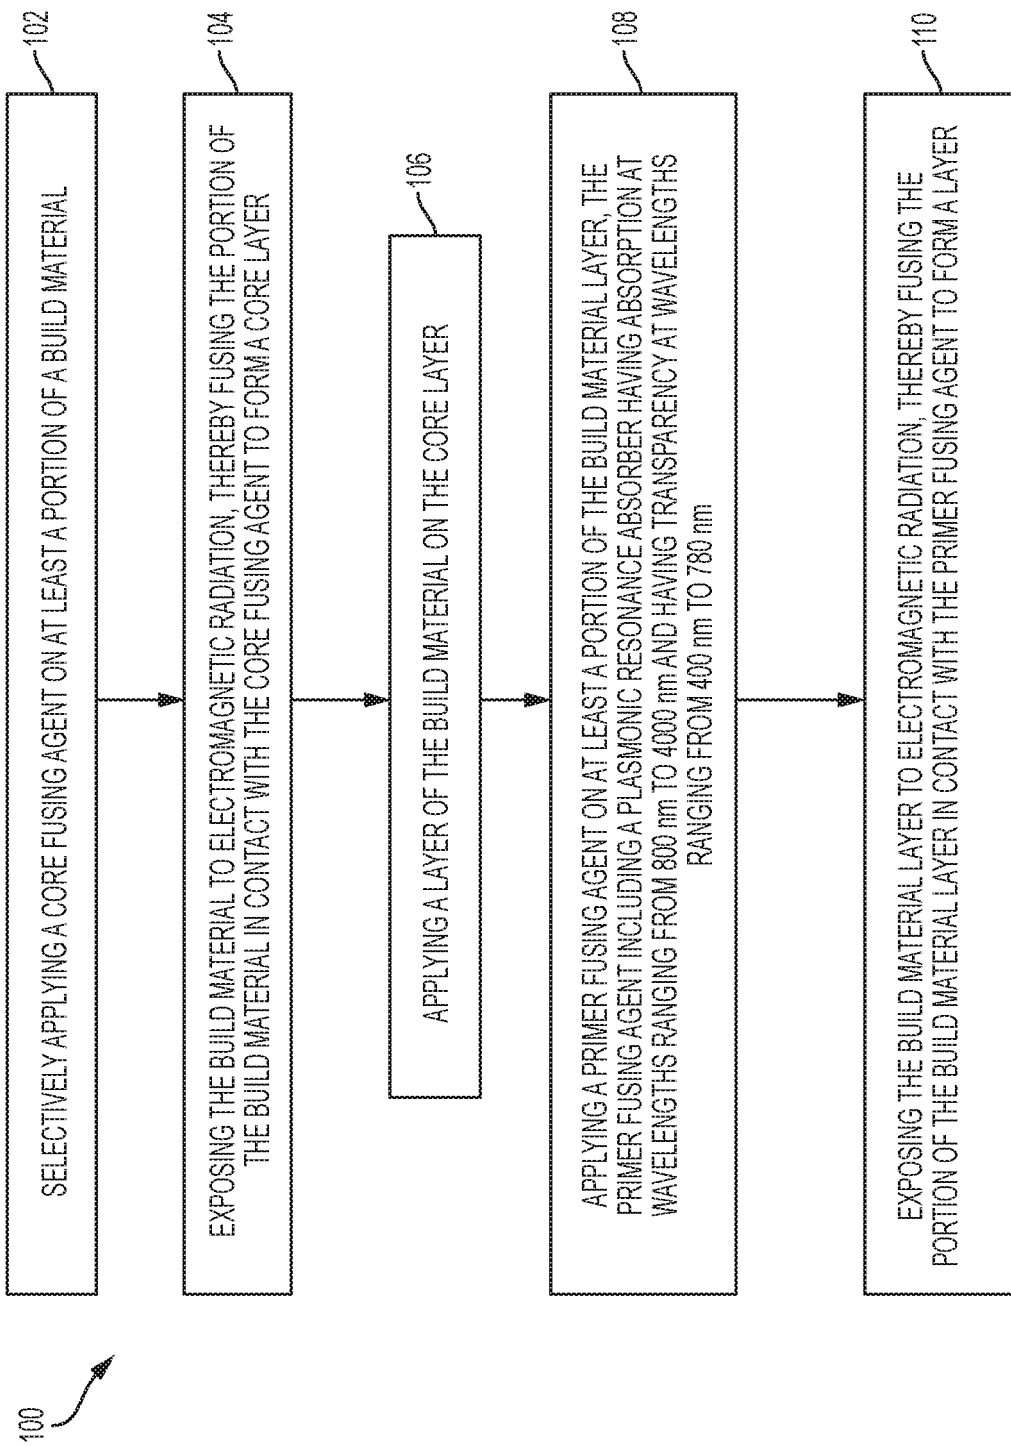 100
102
SELECTIVELY APPLYING A CORE FUSING AGENT ON AT LEAST A PORTION OF A BUILD MATERIAL
104
EXPOSING THE BUILD MATERIAL TO ELECTROMAGNETIC RADIATION, THEREBY FUSING THE PORTION OF
THE BUILD MATERIAL IN CONTACT WITH THE CORE FUSING AGENT TO FORM A CORE LAYER
106
APPLYING A LAYER OF THE BUILD MATERIAL ON THE CORE LAYER
108
APPLYING A PRIMER FUSING AGENT ON AT LEAST A PORTION OF THE BUILD MATERIAL LAYER, THE
PRIMER FUSING AGENT INCLUDING A PLASMONIC RESONANCE ABSORBER HAVING ABSORPTION AT
WAVELENGTHS RANGING FROM 800 nm TO 4000 nm AND HAVING TRANSPARENCY AT WAVELENGTHS
RANGING FROM 400 nm TO 780 nm
110
EXPOSING THE BUILD MATERIAL LAYER TO ELECTROMAGNETIC RADIATION, THEREBY FUSING THE
PORTION OF THE BUILD MATERIAL LAYER IN CONTACT WITH THE PRIMER FUSING AGENT TO FORM A LAYER